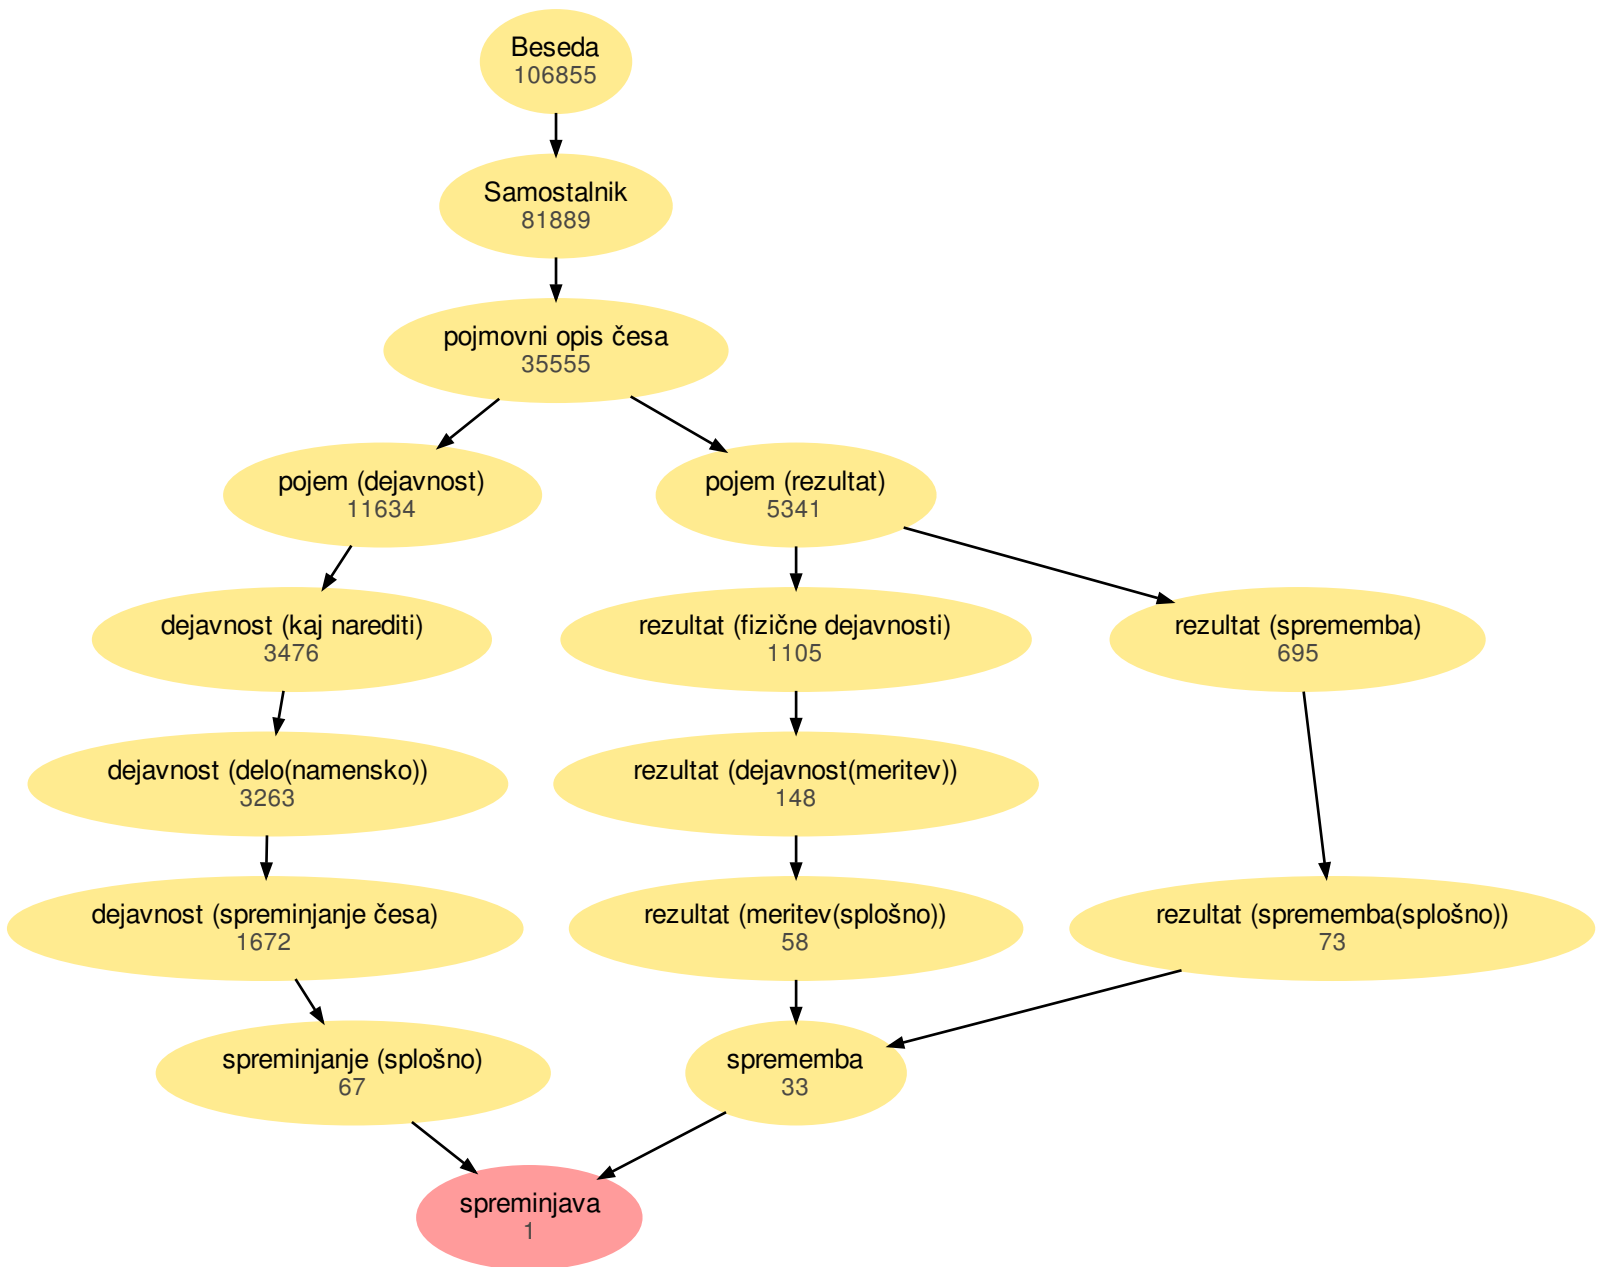 Beseda
106855
Samostalnik
81889
pojmovni opis česa
35555
pojem (dejavnost)
11634
pojem (rezultat)
5341
dejavnost (kaj narediti)
3476
rezultat (fizične dejavnosti)
1105
rezultat (sprememba)
695
dejavnost (delo(namensko))
3263
rezultat (dejavnost(meritev))
148
dejavnost (spreminjanje česa)
1672
rezultat (meritev(splošno))
58
rezultat (sprememba(splošno))
73
spreminjanje (splošno)
67
sprememba
33
spreminjava
1